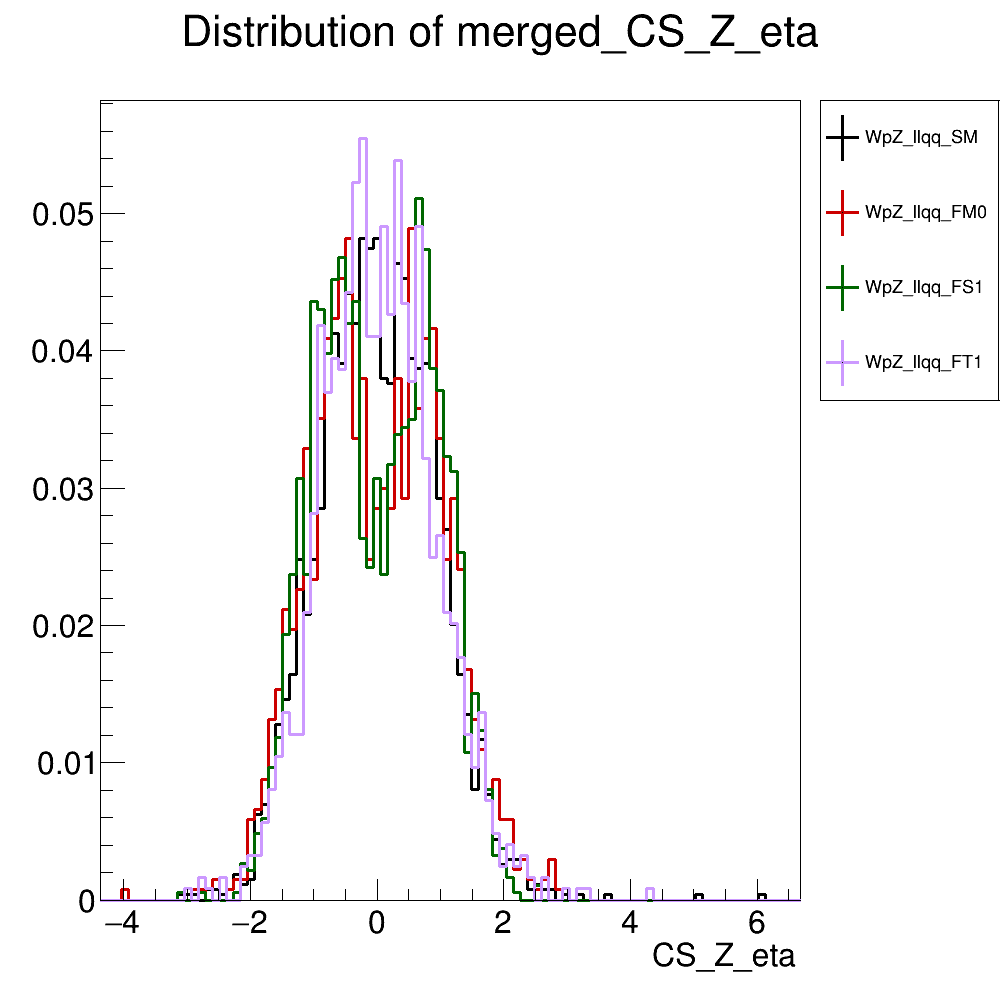 Distribution of merged_CS_Z_eta
WpZ_llqq_SM
WpZ_llqq_FM0
WpZ_llqq_FS1
WpZ_llqq_FT1
0.05
0.04
0.03
0.02
0.01
0
−4 −2 0 2 4 6
CS_Z_eta